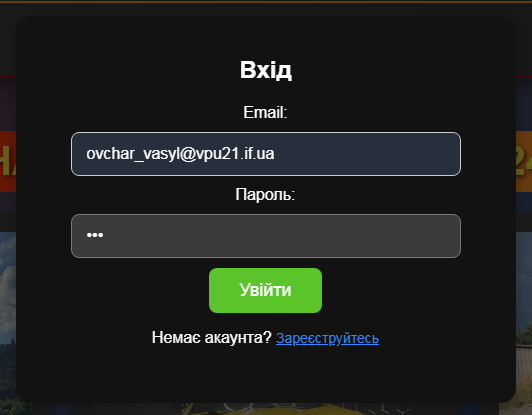 Вхід
Email:
ovchar_vasyl@vpu21.if.ua
Пароль:
•••
Увійти
Немає акаунта? Зареєструйтесь